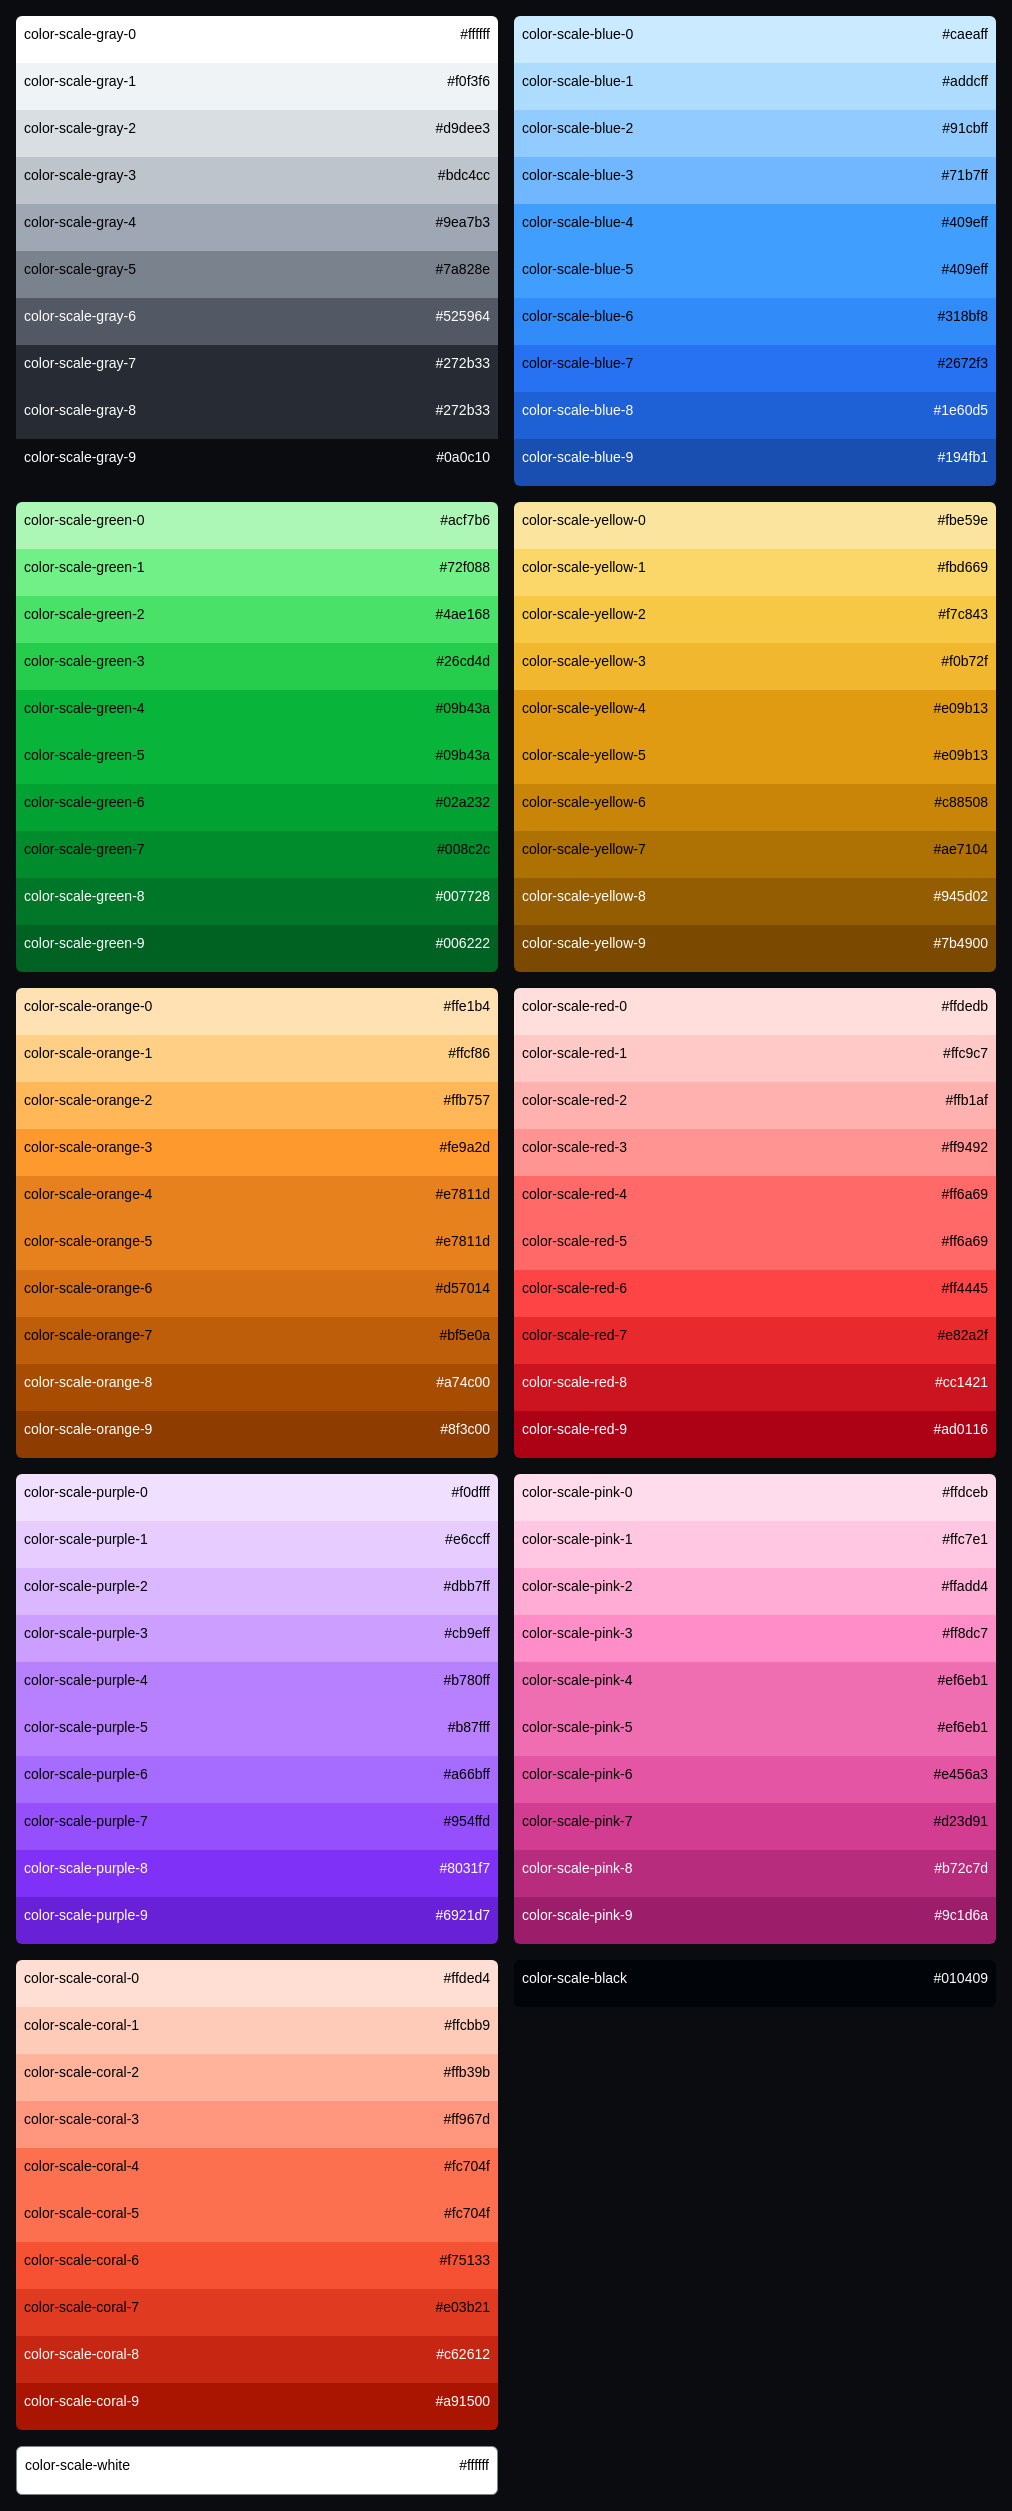 color-scale-gray-0 #ffffff
color-scale-gray-1 #f0f3f6
color-scale-gray-2 #d9dee3
color-scale-gray-3 #bdc4cc
color-scale-gray-4 #9ea7b3
color-scale-gray-5 #7a828e
color-scale-gray-6 #525964
color-scale-gray-7 #272b33
color-scale-gray-8 #272b33
color-scale-gray-9 #0a0c10
color-scale-blue-0 #caeaff
color-scale-blue-1 #addcff
color-scale-blue-2 #91cbff
color-scale-blue-3 #71b7ff
color-scale-blue-4 #409eff
color-scale-blue-5 #409eff
color-scale-blue-6 #318bf8
color-scale-blue-7 #2672f3
color-scale-blue-8 #1e60d5
color-scale-blue-9 #194fb1
color-scale-green-0 #acf7b6
color-scale-green-1 #72f088
color-scale-green-2 #4ae168
color-scale-green-3 #26cd4d
color-scale-green-4 #09b43a
color-scale-green-5 #09b43a
color-scale-green-6 #02a232
color-scale-green-7 #008c2c
color-scale-green-8 #007728
color-scale-green-9 #006222
color-scale-yellow-0 #fbe59e
color-scale-yellow-1 #fbd669
color-scale-yellow-2 #f7c843
color-scale-yellow-3 #f0b72f
color-scale-yellow-4 #e09b13
color-scale-yellow-5 #e09b13
color-scale-yellow-6 #c88508
color-scale-yellow-7 #ae7104
color-scale-yellow-8 #945d02
color-scale-yellow-9 #7b4900
color-scale-orange-0 #ffe1b4
color-scale-orange-1 #ffcf86
color-scale-orange-2 #ffb757
color-scale-orange-3 #fe9a2d
color-scale-orange-4 #e7811d
color-scale-orange-5 #e7811d
color-scale-orange-6 #d57014
color-scale-orange-7 #bf5e0a
color-scale-orange-8 #a74c00
color-scale-orange-9 #8f3c00
color-scale-red-0 #ffdedb
color-scale-red-1 #ffc9c7
color-scale-red-2 #ffb1af
color-scale-red-3 #ff9492
color-scale-red-4 #ff6a69
color-scale-red-5 #ff6a69
color-scale-red-6 #ff4445
color-scale-red-7 #e82a2f
color-scale-red-8 #cc1421
color-scale-red-9 #ad0116
color-scale-purple-0 #f0dfff
color-scale-purple-1 #e6ccff
color-scale-purple-2 #dbb7ff
color-scale-purple-3 #cb9eff
color-scale-purple-4 #b780ff
color-scale-purple-5 #b87fff
color-scale-purple-6 #a66bff
color-scale-purple-7 #954ffd
color-scale-purple-8 #8031f7
color-scale-purple-9 #6921d7
color-scale-pink-0 #ffdceb
color-scale-pink-1 #ffc7e1
color-scale-pink-2 #ffadd4
color-scale-pink-3 #ff8dc7
color-scale-pink-4 #ef6eb1
color-scale-pink-5 #ef6eb1
color-scale-pink-6 #e456a3
color-scale-pink-7 #d23d91
color-scale-pink-8 #b72c7d
color-scale-pink-9 #9c1d6a
color-scale-coral-0 #ffded4
color-scale-coral-1 #ffcbb9
color-scale-coral-2 #ffb39b
color-scale-coral-3 #ff967d
color-scale-coral-4 #fc704f
color-scale-coral-5 #fc704f
color-scale-coral-6 #f75133
color-scale-coral-7 #e03b21
color-scale-coral-8 #c62612
color-scale-coral-9 #a91500
color-scale-black #010409
color-scale-white #ffffff